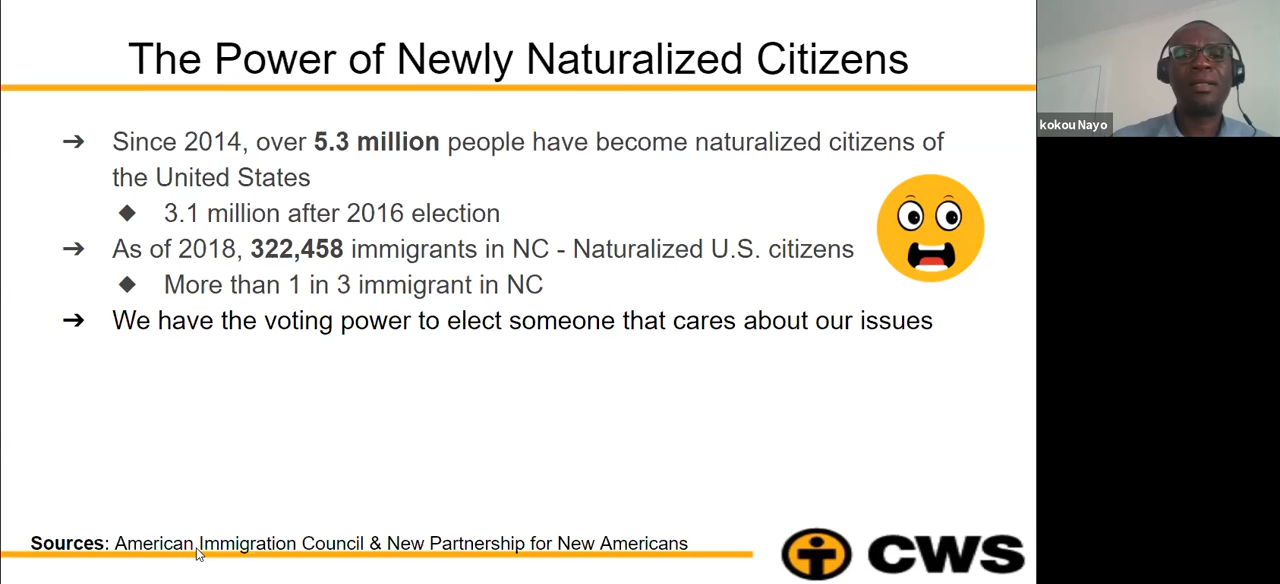 The Power of Newly Naturalized Citizens
kokou Nayo
➔ Since 2014, over 5.3 million people have become naturalized citizens of
the United States
◆ 3.1 million after 2016 election
➔ As of 2018, 322,458 immigrants in NC - Naturalized U.S. citizens
◆ More than 1 in 3 immigrant in NC
➔ We have the voting power to elect someone that cares about our issues
Sources: American Immigration Council & New Partnership for New Americans
CWS